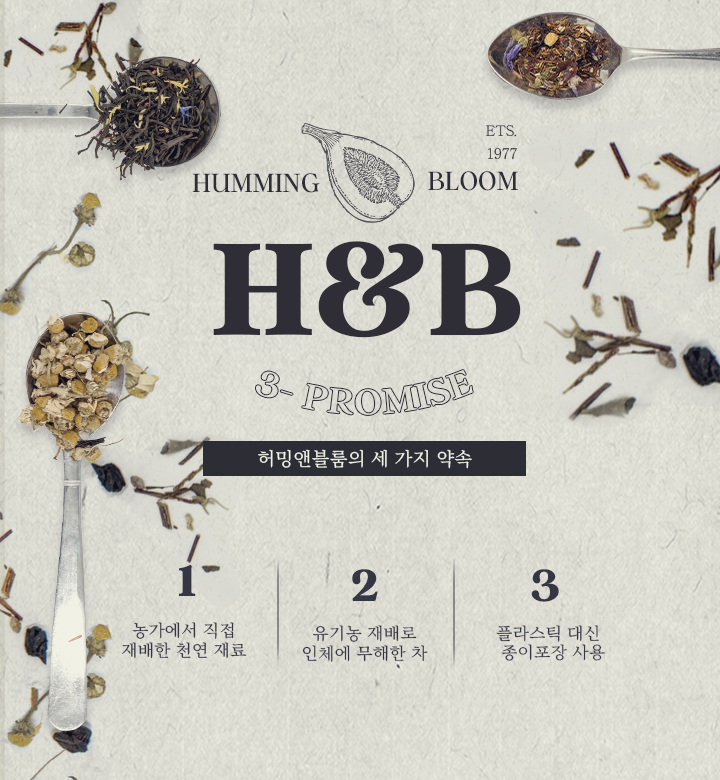 ETS.
1977
HUMMING BLOOM
H&B
3- PROMISE
허밍앤블룸의 세 가지 약속
1
농가에서 직접
재배한 천연 재료
2
유기농 재배로
인체에 무해한 차
3
플라스틱 대신
종이포장 사용